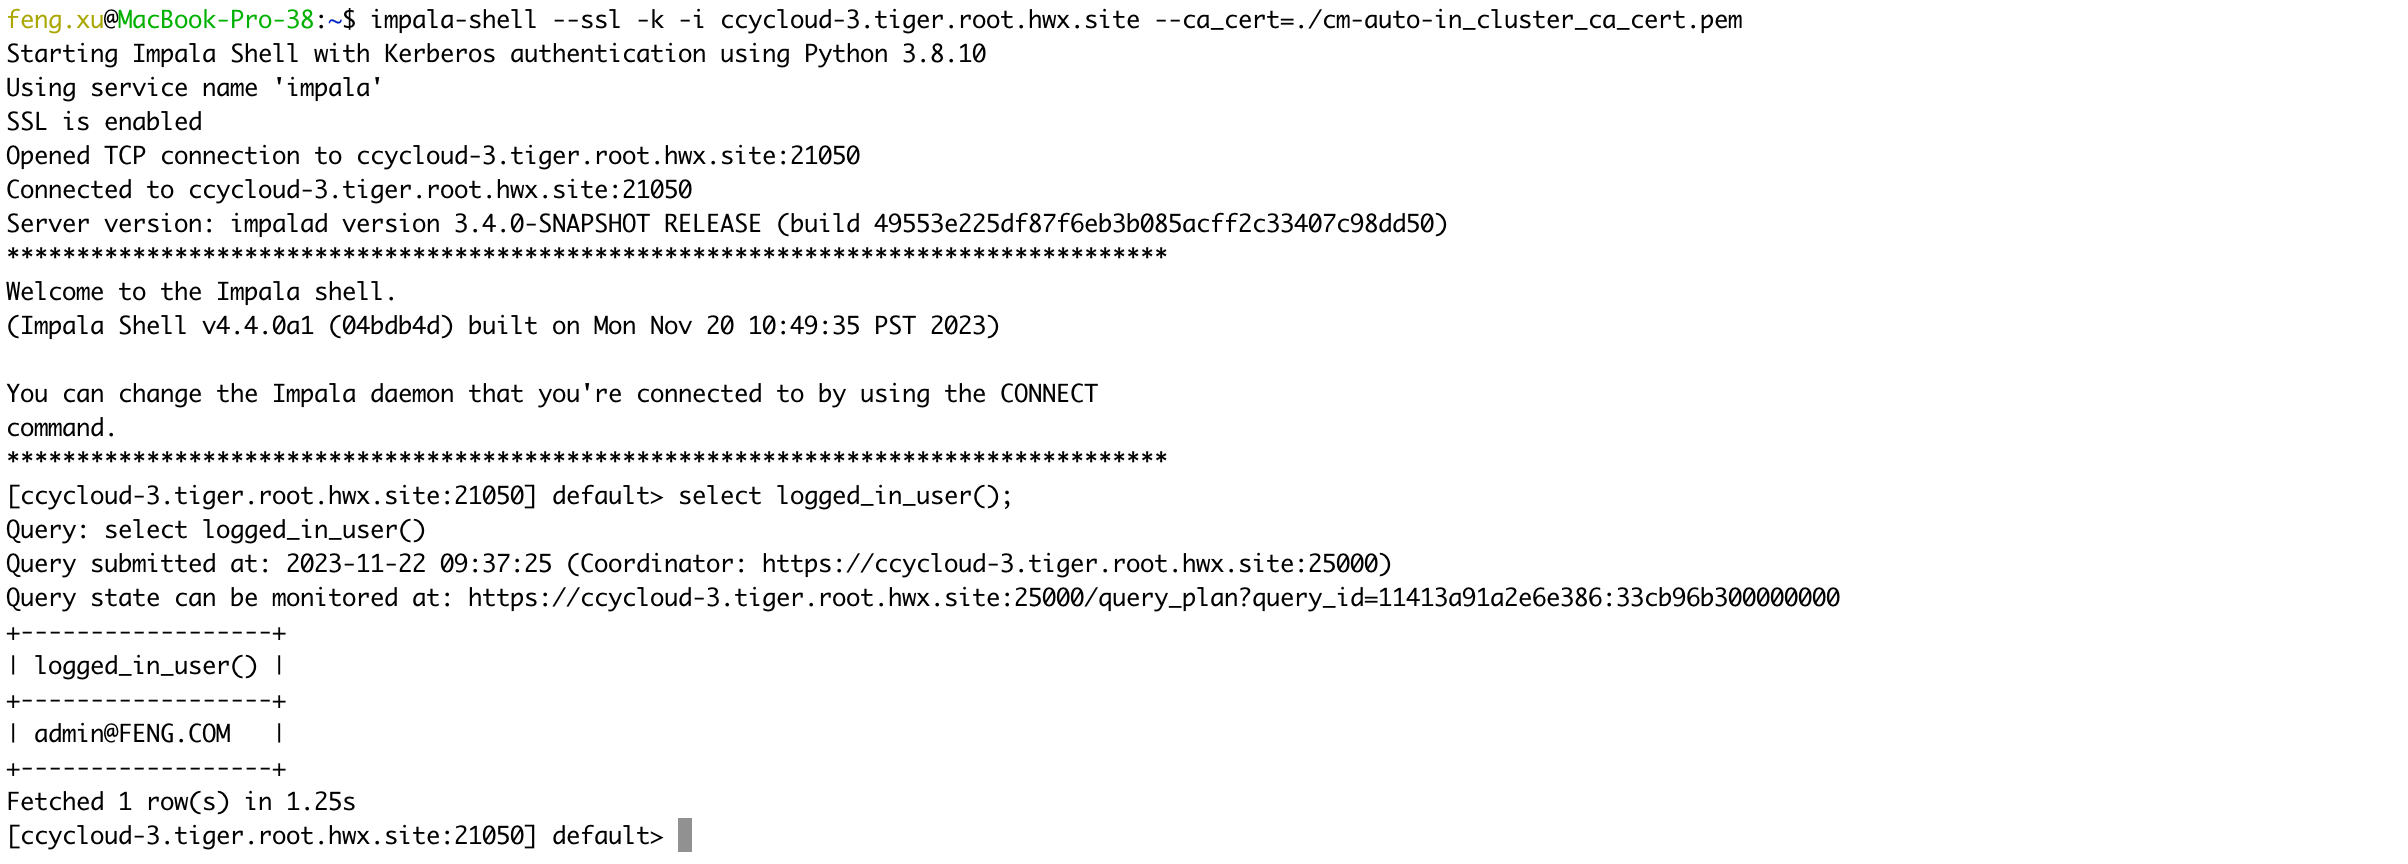 feng.xu@MacBook-Pro-38:~$ impala-shell --ssl -k -i ccycloud-3.tiger.root.hwx.site --ca_cert=./cm-auto-in_cluster_ca_cert.pem
Starting Impala Shell with Kerberos authentication using Python 3.8.10
Using service name 'impala'
SSL is enabled
Opened TCP connection to ccycloud-3.tiger.root.hwx.site:21050
Connected to ccycloud-3.tiger.root.hwx.site:21050
Server version: impalad version 3.4.0-SNAPSHOT RELEASE (build 49553e225df87f6eb3b085acff2c33407c98dd50)
***********************************************************************************
Welcome to the Impala shell.
(Impala Shell v4.4.0a1 (04bdb4d) built on Mon Nov 20 10:49:35 PST 2023)

You can change the Impala daemon that you're connected to by using the CONNECT
command.
***********************************************************************************
[ccycloud-3.tiger.root.hwx.site:21050] default> select logged_in_user();
Query: select logged_in_user()
Query submitted at: 2023-11-22 09:37:25 (Coordinator: https://ccycloud-3.tiger.root.hwx.site:25000)
Query state can be monitored at: https://ccycloud-3.tiger.root.hwx.site:25000/query_plan?query_id=11413a91a2e6e386:33cb96b300000000
+------------------+
| logged_in_user() |
+------------------+
| admin@FENG.COM   |
+------------------+
Fetched 1 row(s) in 1.25s
[ccycloud-3.tiger.root.hwx.site:21050] default>